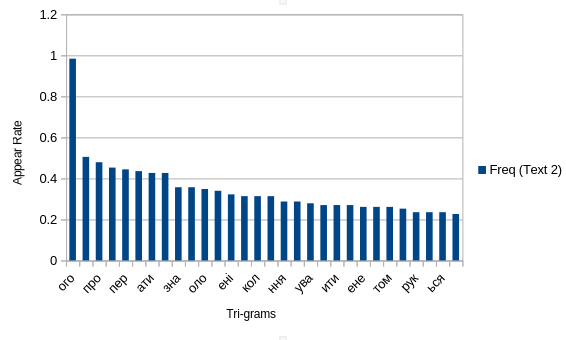 1.2
1
0.8
0.6
0.4
0.2
0
Appear Rate
ого про пер ати зна оло ені кол ння ува ити ене том рук ься
Tri-grams
Freq (Text 2)